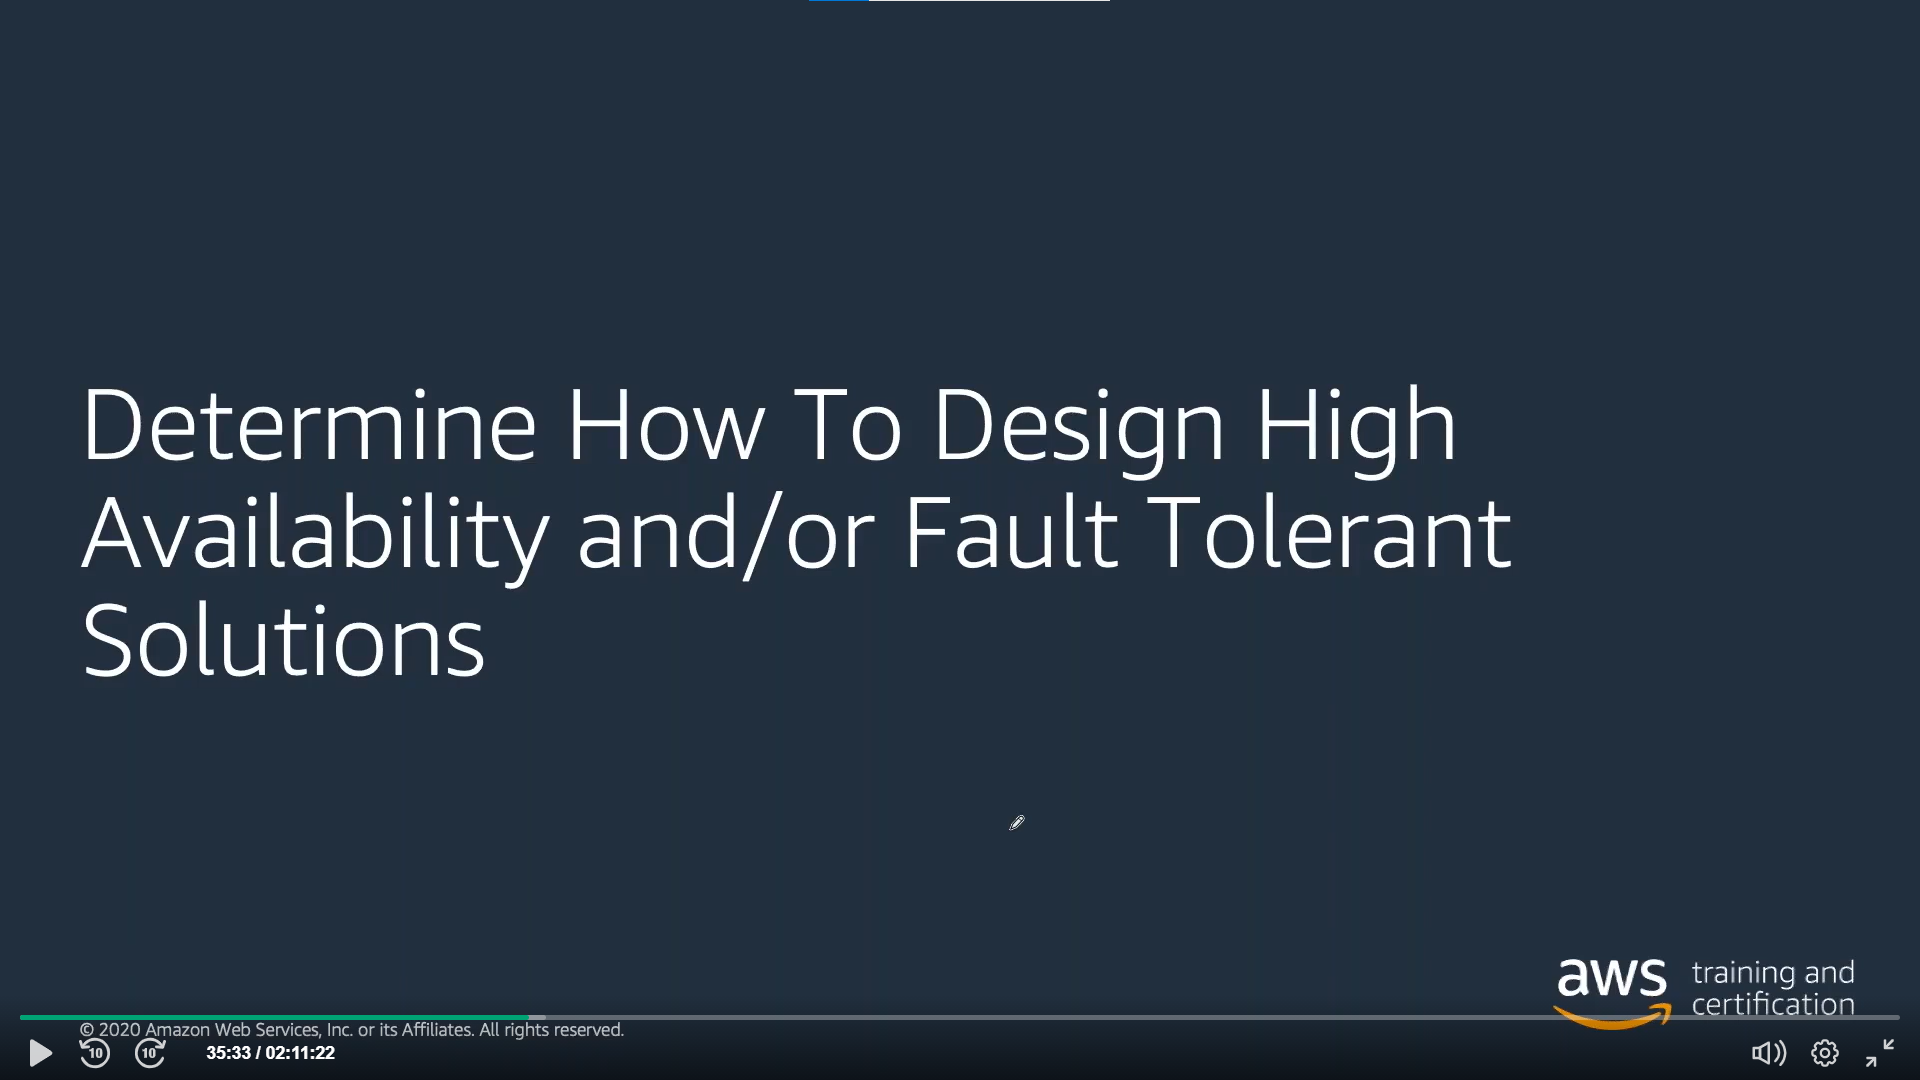 Determine How To Design High
Availability and/or Fault Tolerant
Solutions
aws training and
certification
© 2020 Amazon Web Services, Inc. or its Affiliates. All rights reserved.
10 10 35:33 / 02:11:22